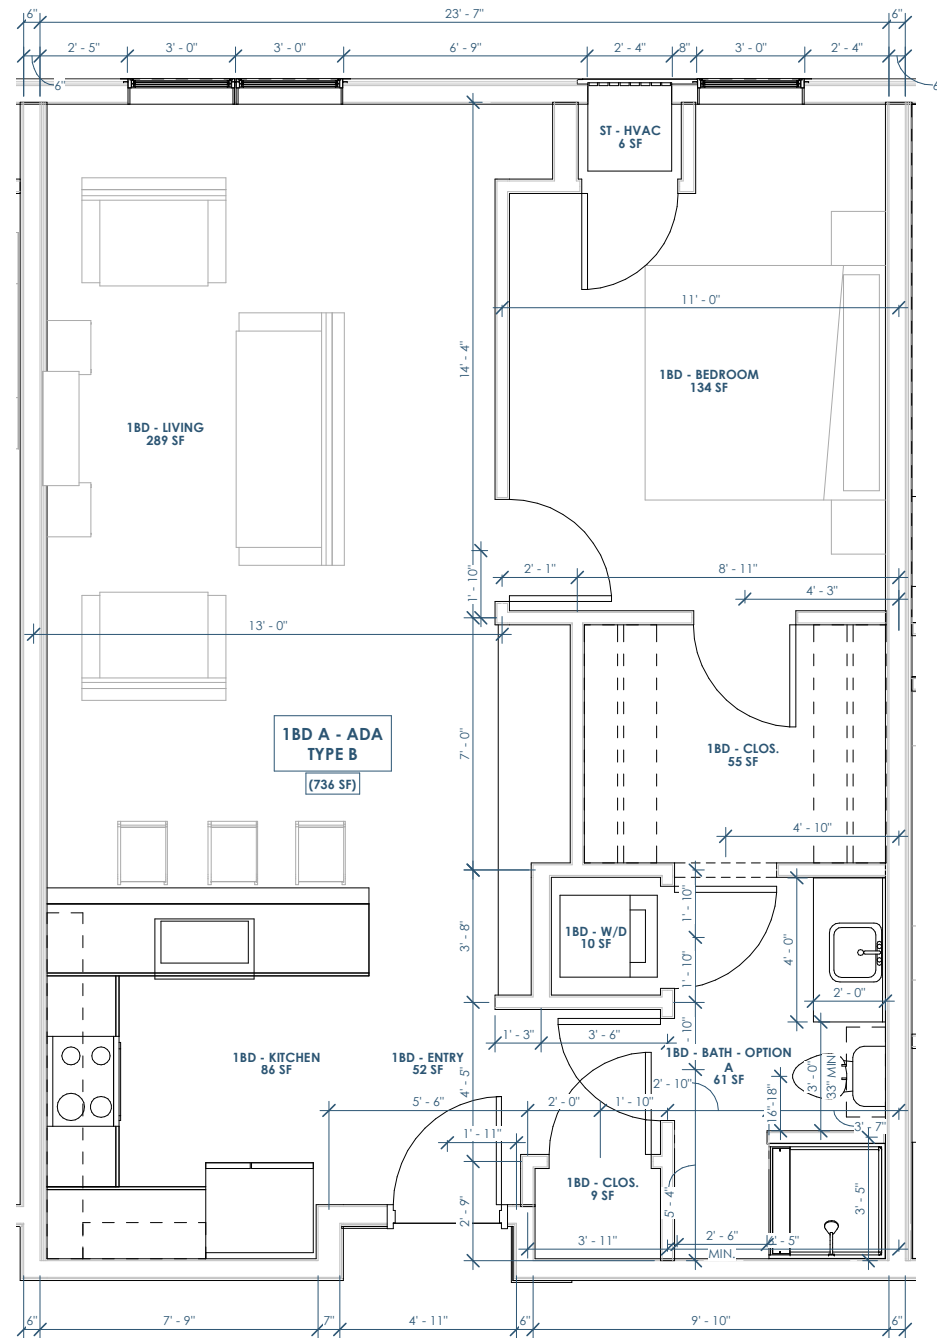 23' - 7"
6"
6"
2' - 5"
3' - 0"
3' - 0"
6' - 9"
2' - 4"
8"
3' - 0"
2' - 4"
6"
ST - HVAC
6 SF
11' - 0"
14' - 4"
1BD - BEDROOM
134 SF
1BD - LIVING
289 SF
2' - 1"
8' - 11"
1' - 10"
4' - 3"
13' - 0"
1BD A - ADA
TYPE B
(736 SF)
7' - 0"
1BD - CLOS.
55 SF
4' - 10"
1' - 10"
3' - 8"
1BD - W/D
10 SF
4' - 0"
1' - 10"
2' - 0"
1' - 3"
3' - 6"
- 10"
1BD - KITCHEN
86 SF
1BD - ENTRY
52 SF
1BD - BATH - OPTION
A
61 SF
4' - 5"
2' - 10"
3' - 0"
33" MIN
16"-18"
5' - 6"
2' - 0"
1' - 10"
3' - 7"
1' - 11"
1BD - CLOS.
9 SF
5' - 4"
3' - 5"
2' - 9"
3' - 11"
2' - 6"
MIN.
6"
7' - 9"
7"
4' - 11"
6"
9' - 10"
6"